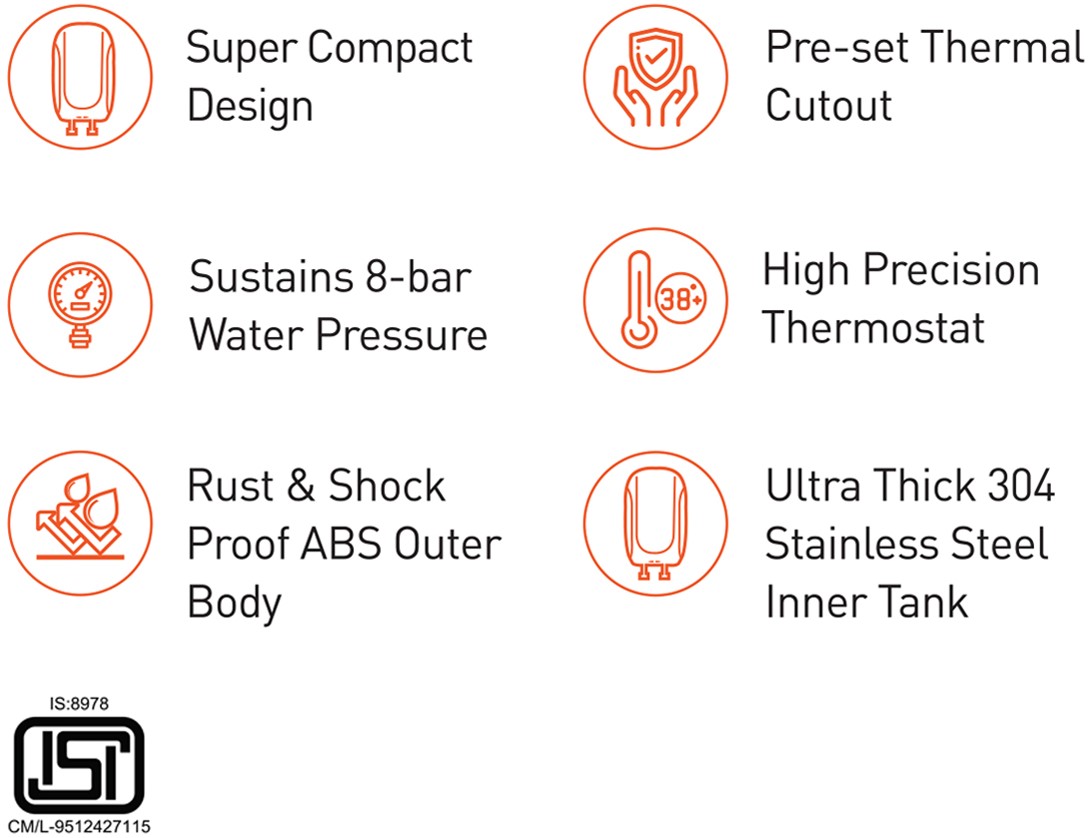 Super Compact
Design
Pre-set Thermal
Cutout
Sustains 8-bar
Water Pressure
38°+
High Precision
Thermostat
Rust & Shock
Proof ABS Outer
Body
Ultra Thick 304
Stainless Steel
Inner Tank
IS:8978
ISI
CM/L-9512427115